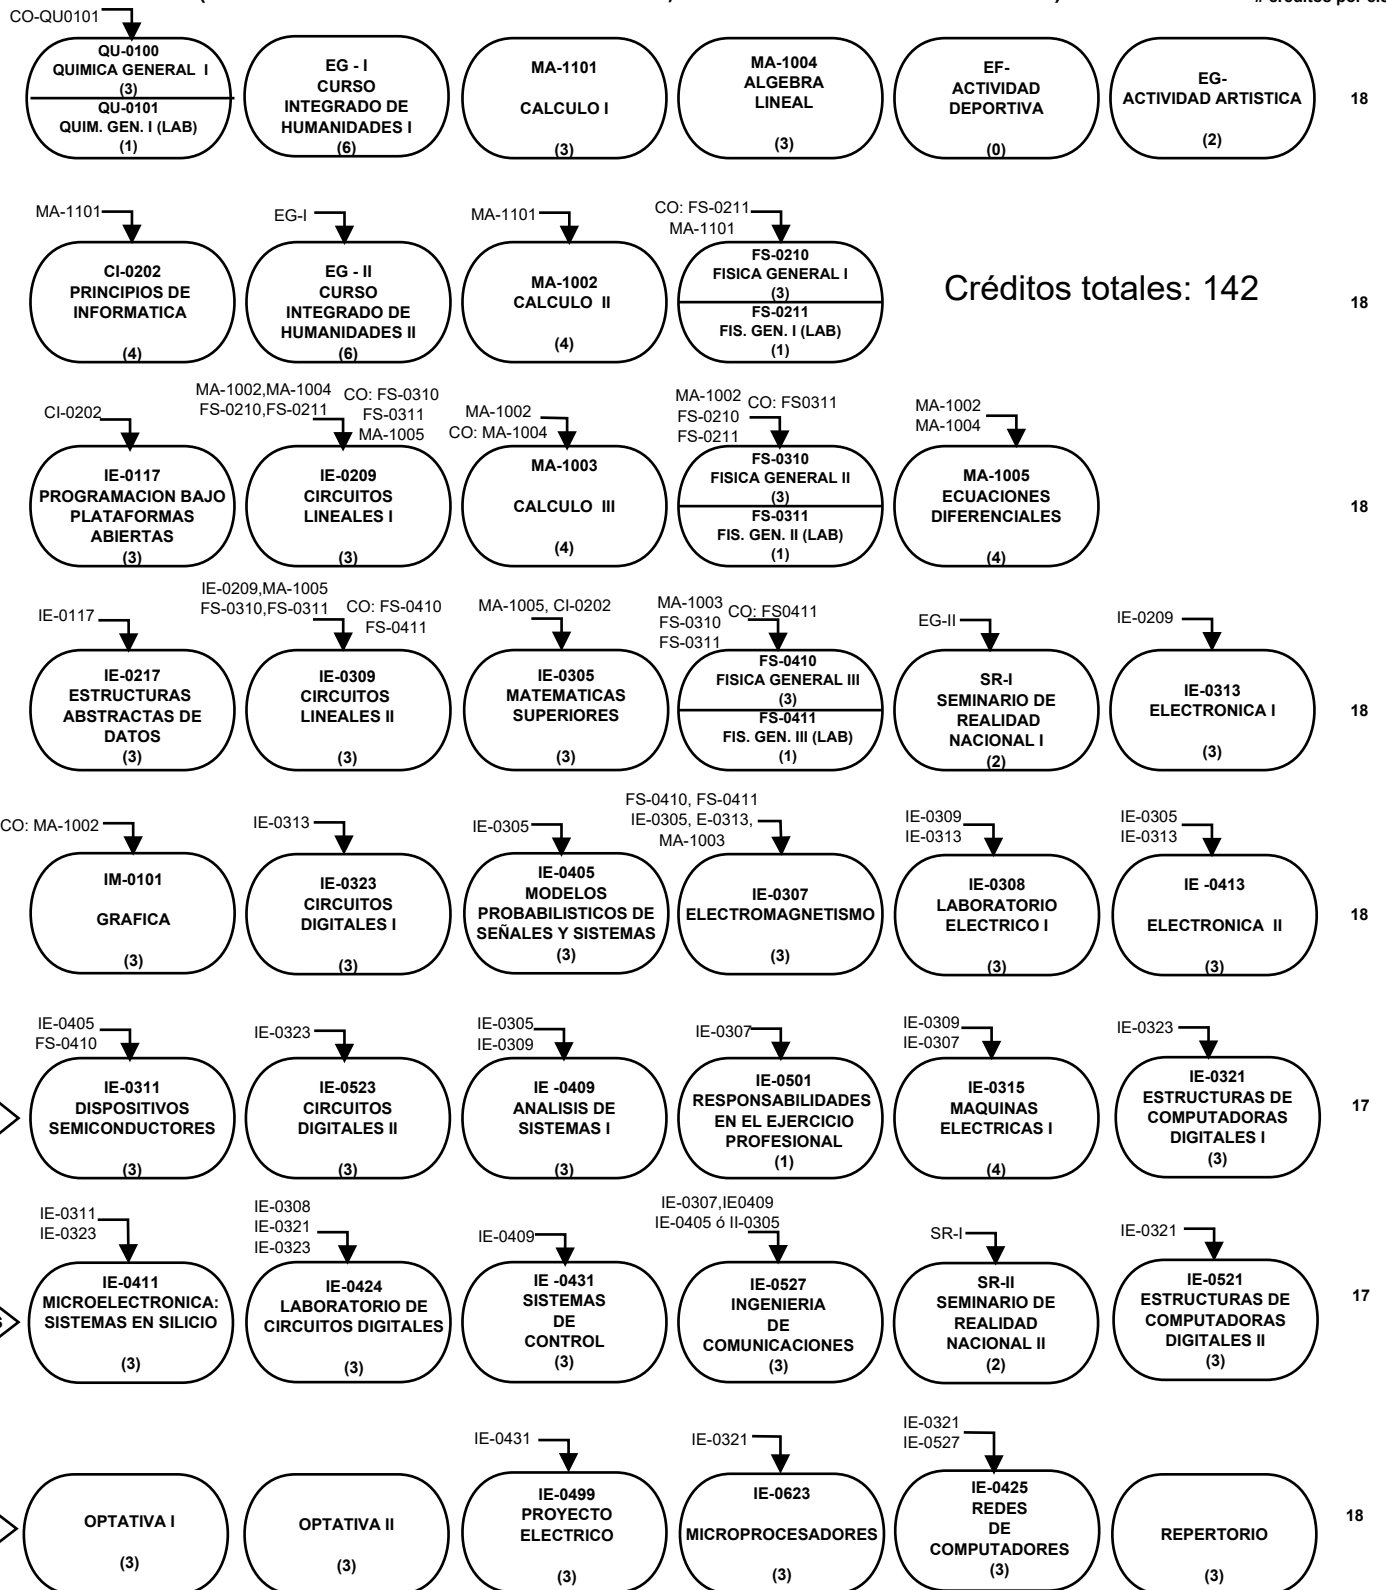 CO-QU0101
QU-0100
QUIMICA GENERAL I
(3)
QU-0101
QUIM. GEN. I (LAB)
(1)
EG - I
CURSO
INTEGRADO DE
HUMANIDADES I
(6)
MA-1101
CALCULO I
(3)
MA-1004
ALGEBRA
LINEAL
(3)
EF-
ACTIVIDAD
DEPORTIVA
(0)
EG-
ACTIVIDAD ARTISTICA
(2)
18
MA-1101
CI-0202
PRINCIPIOS DE
INFORMATICA
(4)
EG-I
EG - II
CURSO
INTEGRADO DE
HUMANIDADES II
(6)
MA-1101
MA-1002
CALCULO II
(4)
CO: FS-0211
MA-1101
FS-0210
FISICA GENERAL I
(3)
FS-0211
FIS. GEN. I (LAB)
(1)
Créditos totales: 142
18
CI-0202
IE-0117
PROGRAMACION BAJO
PLATAFORMAS
ABIERTAS
(3)
MA-1002,MA-1004
FS-0210,FS-0211
CO: FS-0310
FS-0311
MA-1005
IE-0209
CIRCUITOS
LINEALES I
(3)
MA-1002
CO: MA-1004
MA-1003
CALCULO III
(4)
MA-1002
FS-0210
FS-0211
CO: FS0311
FS-0310
FISICA GENERAL II
(3)
FS-0311
FIS. GEN. II (LAB)
(1)
MA-1002
MA-1004
MA-1005
ECUACIONES
DIFERENCIALES
(4)
18
IE-0117
IE-0217
ESTRUCTURAS
ABSTRACTAS DE
DATOS
(3)
IE-0209,MA-1005
FS-0310,FS-0311
CO: FS-0410
FS-0411
IE-0309
CIRCUITOS
LINEALES II
(3)
MA-1005, CI-0202
IE-0305
MATEMATICAS
SUPERIORES
(3)
MA-1003
FS-0310
FS-0311
CO: FS0411
FS-0410
FISICA GENERAL III
(3)
FS-0411
FIS. GEN. III (LAB)
(1)
EG-II
SR-I
SEMINARIO DE
REALIDAD
NACIONAL I
(2)
IE-0209
IE-0313
ELECTRONICA I
(3)
18
CO: MA-1002
IM-0101
GRAFICA
(3)
IE-0313
IE-0323
CIRCUITOS
DIGITALES I
(3)
IE-0305
IE-0405
MODELOS
PROBABILISTICOS DE
SEÑALES Y SISTEMAS
(3)
FS-0410, FS-0411
IE-0305, E-0313,
MA-1003
IE-0307
ELECTROMAGNETISMO
(3)
IE-0309
IE-0313
IE-0308
LABORATORIO
ELECTRICO I
(3)
IE-0305
IE-0313
IE -0413
ELECTRONICA II
(3)
18
IE-0405
FS-0410
IE-0311
DISPOSITIVOS
SEMICONDUCTORES
(3)
IE-0323
IE-0523
CIRCUITOS
DIGITALES II
(3)
IE-0305
IE-0309
IE -0409
ANALISIS DE
SISTEMAS I
(3)
IE-0307
IE-0501
RESPONSABILIDADES
EN EL EJERCICIO
PROFESIONAL
(1)
IE-0309
IE-0307
IE-0315
MAQUINAS
ELECTRICAS I
(4)
IE-0323
IE-0321
ESTRUCTURAS DE
COMPUTADORAS
DIGITALES I
(3)
17
IE-0311
IE-0323
IE-0411
MICROELECTRONICA:
SISTEMAS EN SILICIO
(3)
IE-0308
IE-0321
IE-0323
IE-0424
LABORATORIO DE
CIRCUITOS DIGITALES
(3)
IE-0409
IE -0431
SISTEMAS
DE
CONTROL
(3)
IE-0307,IE0409
IE-0405 ó II-0305
IE-0527
INGENIERIA
DE
COMUNICACIONES
(3)
SR-I
SR-II
SEMINARIO DE
REALIDAD
NACIONAL II
(2)
IE-0321
IE-0521
ESTRUCTURAS DE
COMPUTADORAS
DIGITALES II
(3)
17
OPTATIVA I
(3)
OPTATIVA II
(3)
IE-0431
IE-0499
PROYECTO
ELECTRICO
(3)
IE-0321
IE-0623
MICROPROCESADORES
(3)
IE-0321
IE-0527
IE-0425
REDES
DE
COMPUTADORES
(3)
REPERTORIO
(3)
18